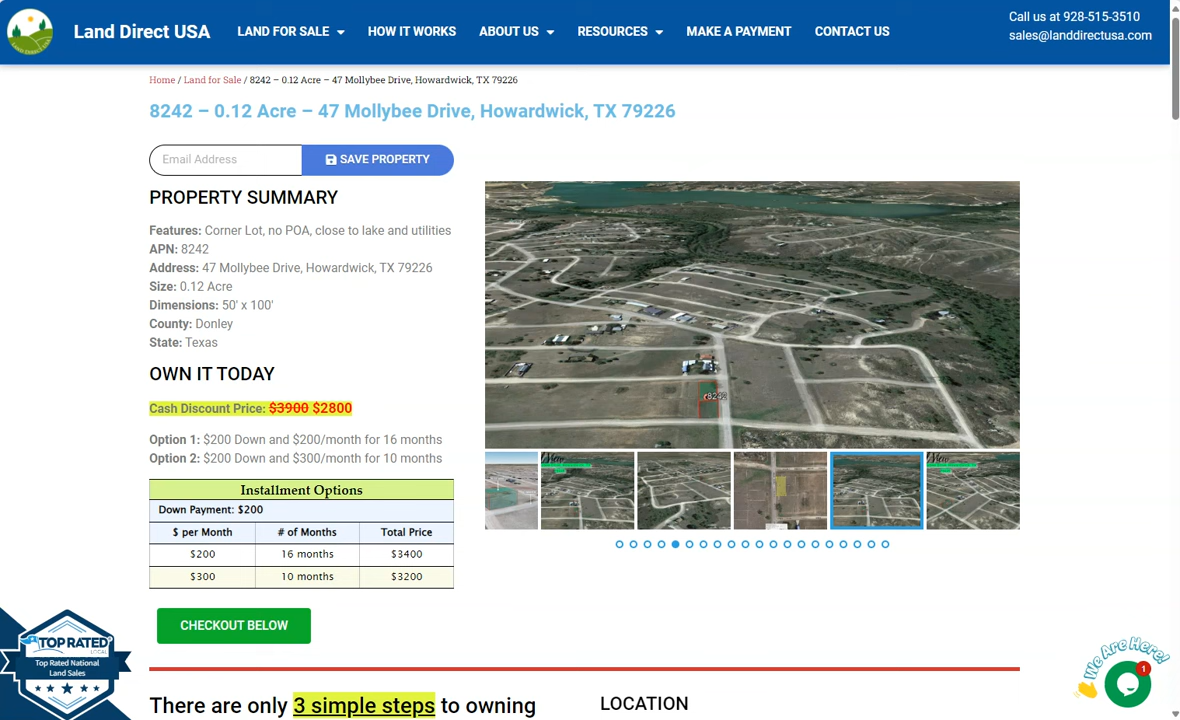 Land Direct USA
LAND FOR SALE
HOW IT WORKS
ABOUT US
RESOURCES
MAKE A PAYMENT
CONTACT US
Call us at 928-515-3510
sales@landdirectusa.com
Home / Land for Sale / 8242 – 0.12 Acre – 47 Mollybee Drive, Howardwick, TX 79226
8242 – 0.12 Acre – 47 Mollybee Drive, Howardwick, TX 79226
Email Address
SAVE PROPERTY
PROPERTY SUMMARY
Features: Corner Lot, no POA, close to lake and utilities
APN: 8242
Address: 47 Mollybee Drive, Howardwick, TX 79226
Size: 0.12 Acre
Dimensions: 50' x 100'
County: Donley
State: Texas
OWN IT TODAY
Cash Discount Price: $3900 $2800
Option 1: $200 Down and $200/month for 16 months
Option 2: $200 Down and $300/month for 10 months
Installment Options
Down Payment: $200
$ per Month # of Months Total Price
$200 16 months $3400
$300 10 months $3200
CHECKOUT BELOW
8242
TOP RATED
LOCAL
Top Rated National
Land Sales
We Are Here!
1
There are only 3 simple steps to owning
LOCATION